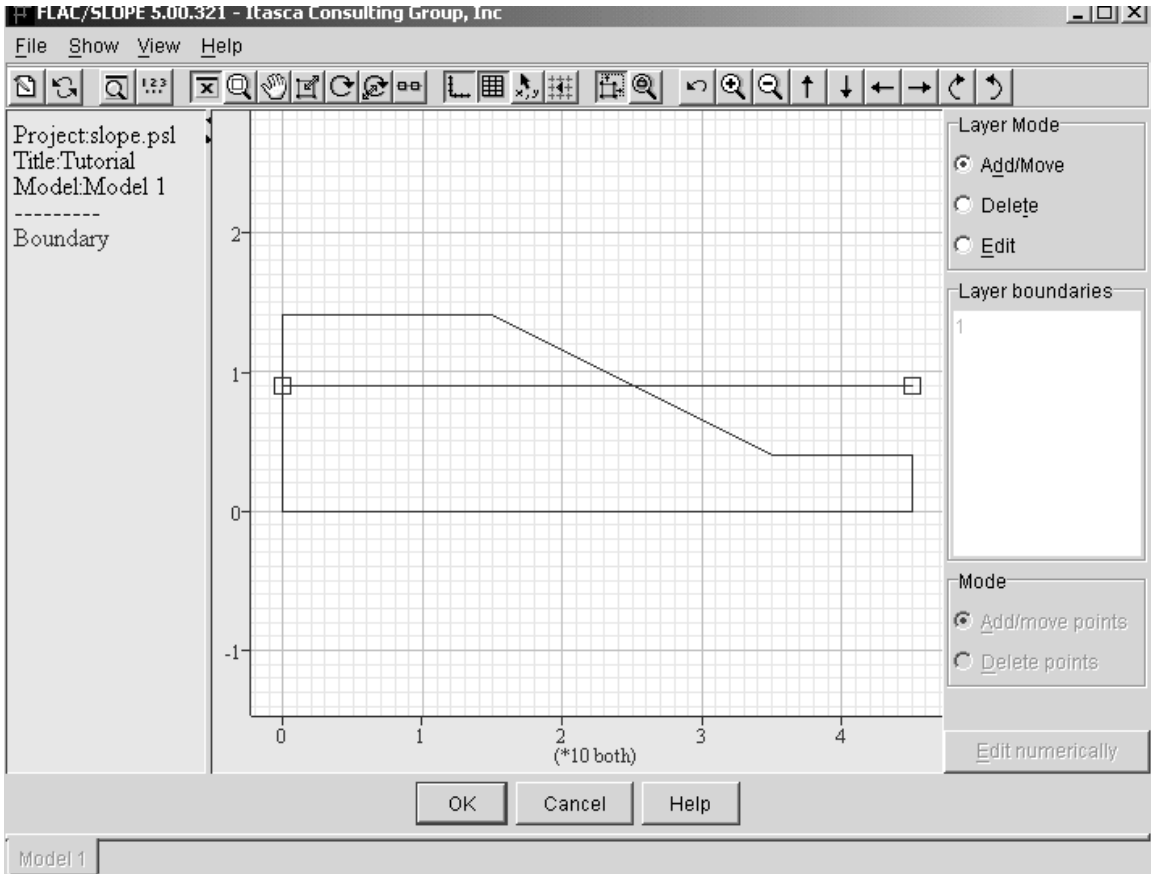 FLAC/SLOPE 5.00.321 - Itasca Consulting Group, Inc
File Show View Help
Project:slope.psl
Title:Tutorial
Model:Model 1
---------
Boundary
2
1
0
-1
0 1 2 3 4
(*10 both)
Layer Mode
Add/Move
Delete
Edit
Layer boundaries
1
Mode
Add/move points
Delete points
Edit numerically
OK Cancel Help
Model 1